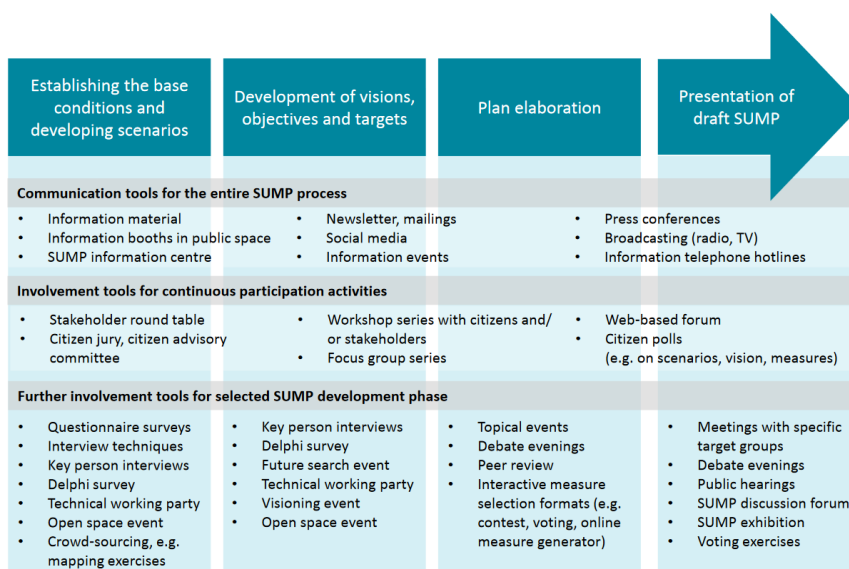 Establishing the base
conditions and
developing scenarios
Development of visions,
objectives and targets
Plan elaboration
Presentation of
draft SUMP
Communication tools for the entire SUMP process
• Information material
• Information booths in public space
• SUMP information centre
• Newsletter, mailings
• Social media
• Information events
• Press conferences
• Broadcasting (radio, TV)
• Information telephone hotlines
Involvement tools for continuous participation activities
• Stakeholder round table
• Citizen jury, citizen advisory
committee
• Workshop series with citizens and/
or stakeholders
• Focus group series
• Web-based forum
• Citizen polls
(e.g. on scenarios, vision, measures)
Further involvement tools for selected SUMP development phase
• Questionnaire surveys
• Interview techniques
• Key person interviews
• Delphi survey
• Technical working party
• Open space event
• Crowd-sourcing, e.g.
mapping exercises
• Key person interviews
• Delphi survey
• Future search event
• Technical working party
• Visioning event
• Open space event
• Topical events
• Debate evenings
• Peer review
• Interactive measure
selection formats (e.g.
contest, voting, online
measure generator)
• Meetings with specific
target groups
• Debate evenings
• Public hearings
• SUMP discussion forum
• SUMP exhibition
• Voting exercises